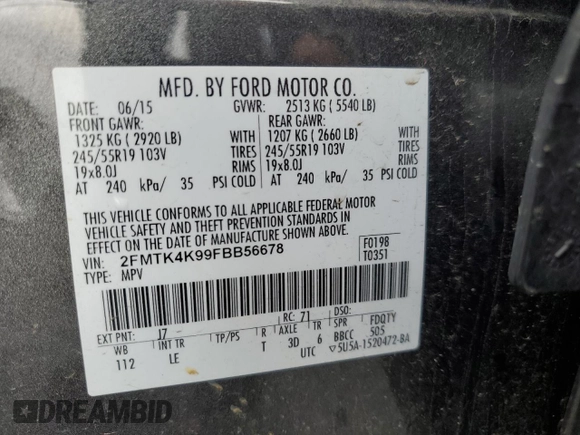 MFD. BY FORD MOTOR CO.
DATE: 06/15 GVWR: 2513 KG ( 5540 LB)
FRONT GAWR: REAR GAWR:
1325 KG ( 2920 LB) WITH 1207 KG ( 2660 LB) WITH
245/55R19 103V TIRES 245/55R19 103V TIRES
19x8.0J RIMS 19x8.0J RIMS
AT 240 kPa/ 35 PSI COLD AT 240 kPa/ 35 PSI COLD
THIS VEHICLE CONFORMS TO ALL APPLICABLE FEDERAL MOTOR
VEHICLE SAFETY AND THEFT PREVENTION STANDARDS IN
EFFECT ON THE DATE OF MANUFACTURE SHOWN ABOVE.
VIN: 2FMTK4K99FBB56678 F0198
TYPE: MPV T0351
RC: 71 DSO:
EXT PNT: J7 TP/PS R AXLE TR SPR FDQTY
WB INT TR
112 LE T 3D 6 BBCC 505
UTC ▽5U5A-1520472-BA
DREAMBID